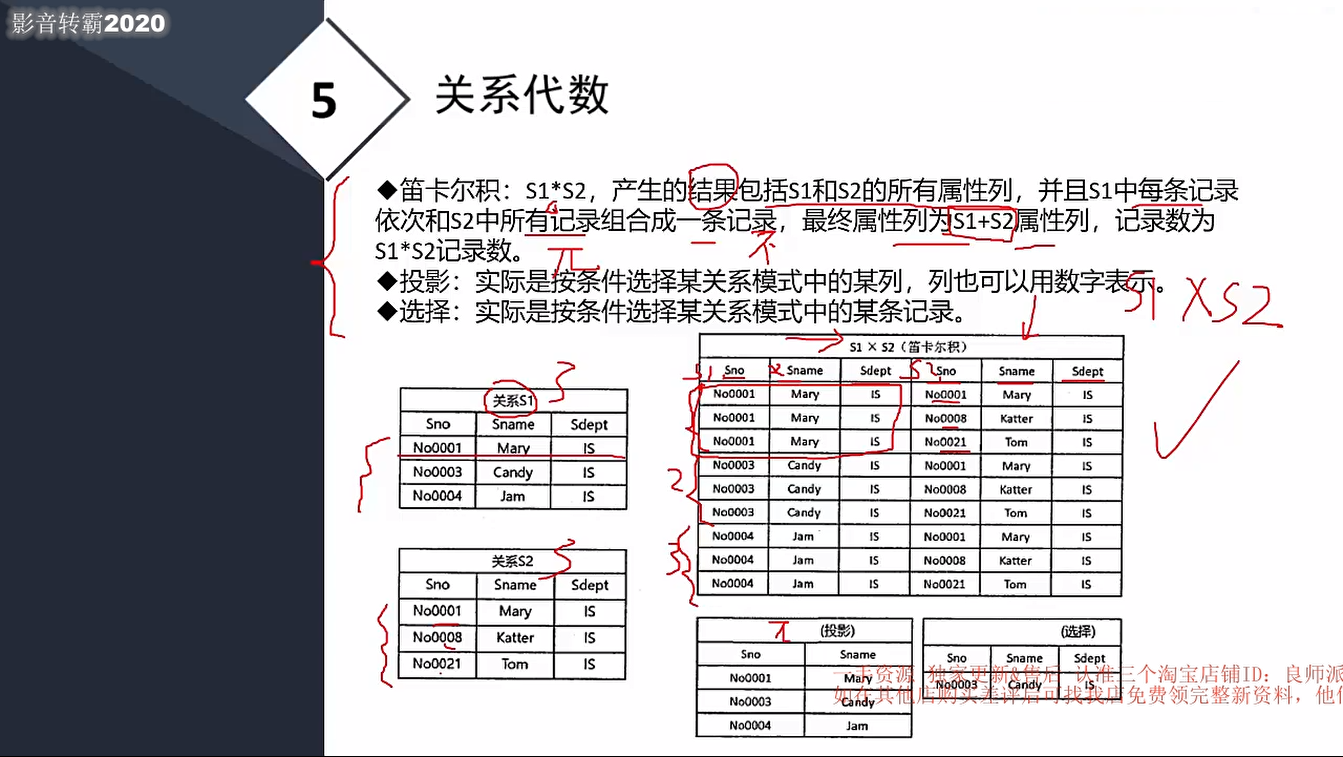 影音转霸2020
5
关系代数
◆笛卡尔积：S1*S2，产生的结果包括S1和S2的所有属性列，并且S1中每条记录
依次和S2中所有记录组合成一条记录，最终属性列为S1+S2属性列，记录数为
S1*S2记录数。
◆投影：实际是按条件选择某关系模式中的某列，列也可以用数字表示。
◆选择：实际是按条件选择某关系模式中的某条记录。
S1 X S2
关系S1
Sno Sname Sdept
No0001 Mary IS
No0003 Candy IS
No0004 Jam IS
关系S2
Sno Sname Sdept
No0001 Mary IS
No0008 Katter IS
No0021 Tom IS
S1 × S2（笛卡尔积）
S1 S2
Sno Sname Sdept Sno Sname Sdept
No0001 Mary IS No0001 Mary IS
No0001 Mary IS No0008 Katter IS
No0001 Mary IS No0021 Tom IS
No0003 Candy IS No0001 Mary IS
No0003 Candy IS No0008 Katter IS
No0003 Candy IS No0021 Tom IS
No0004 Jam IS No0001 Mary IS
No0004 Jam IS No0008 Katter IS
No0004 Jam IS No0021 Tom IS
2
3
(投影)
Sno Sname
No0001 Mary
No0003 Candy
No0004 Jam
(选择)
Sno Sname Sdept
No0003 Candy IS
一手资源 独家更新&售后 认准三个淘宝店铺ID：良师派
如在其他店购买差评后可找我店免费领完整新资料，他